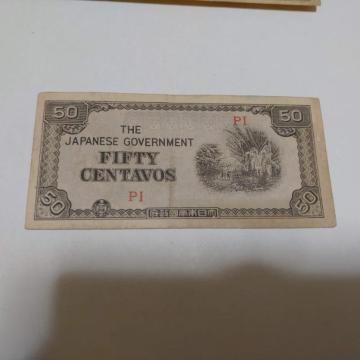 50 50
PI
THE
JAPANESE GOVERNMENT
FIFTY
CENTAVOS
PI
50 50